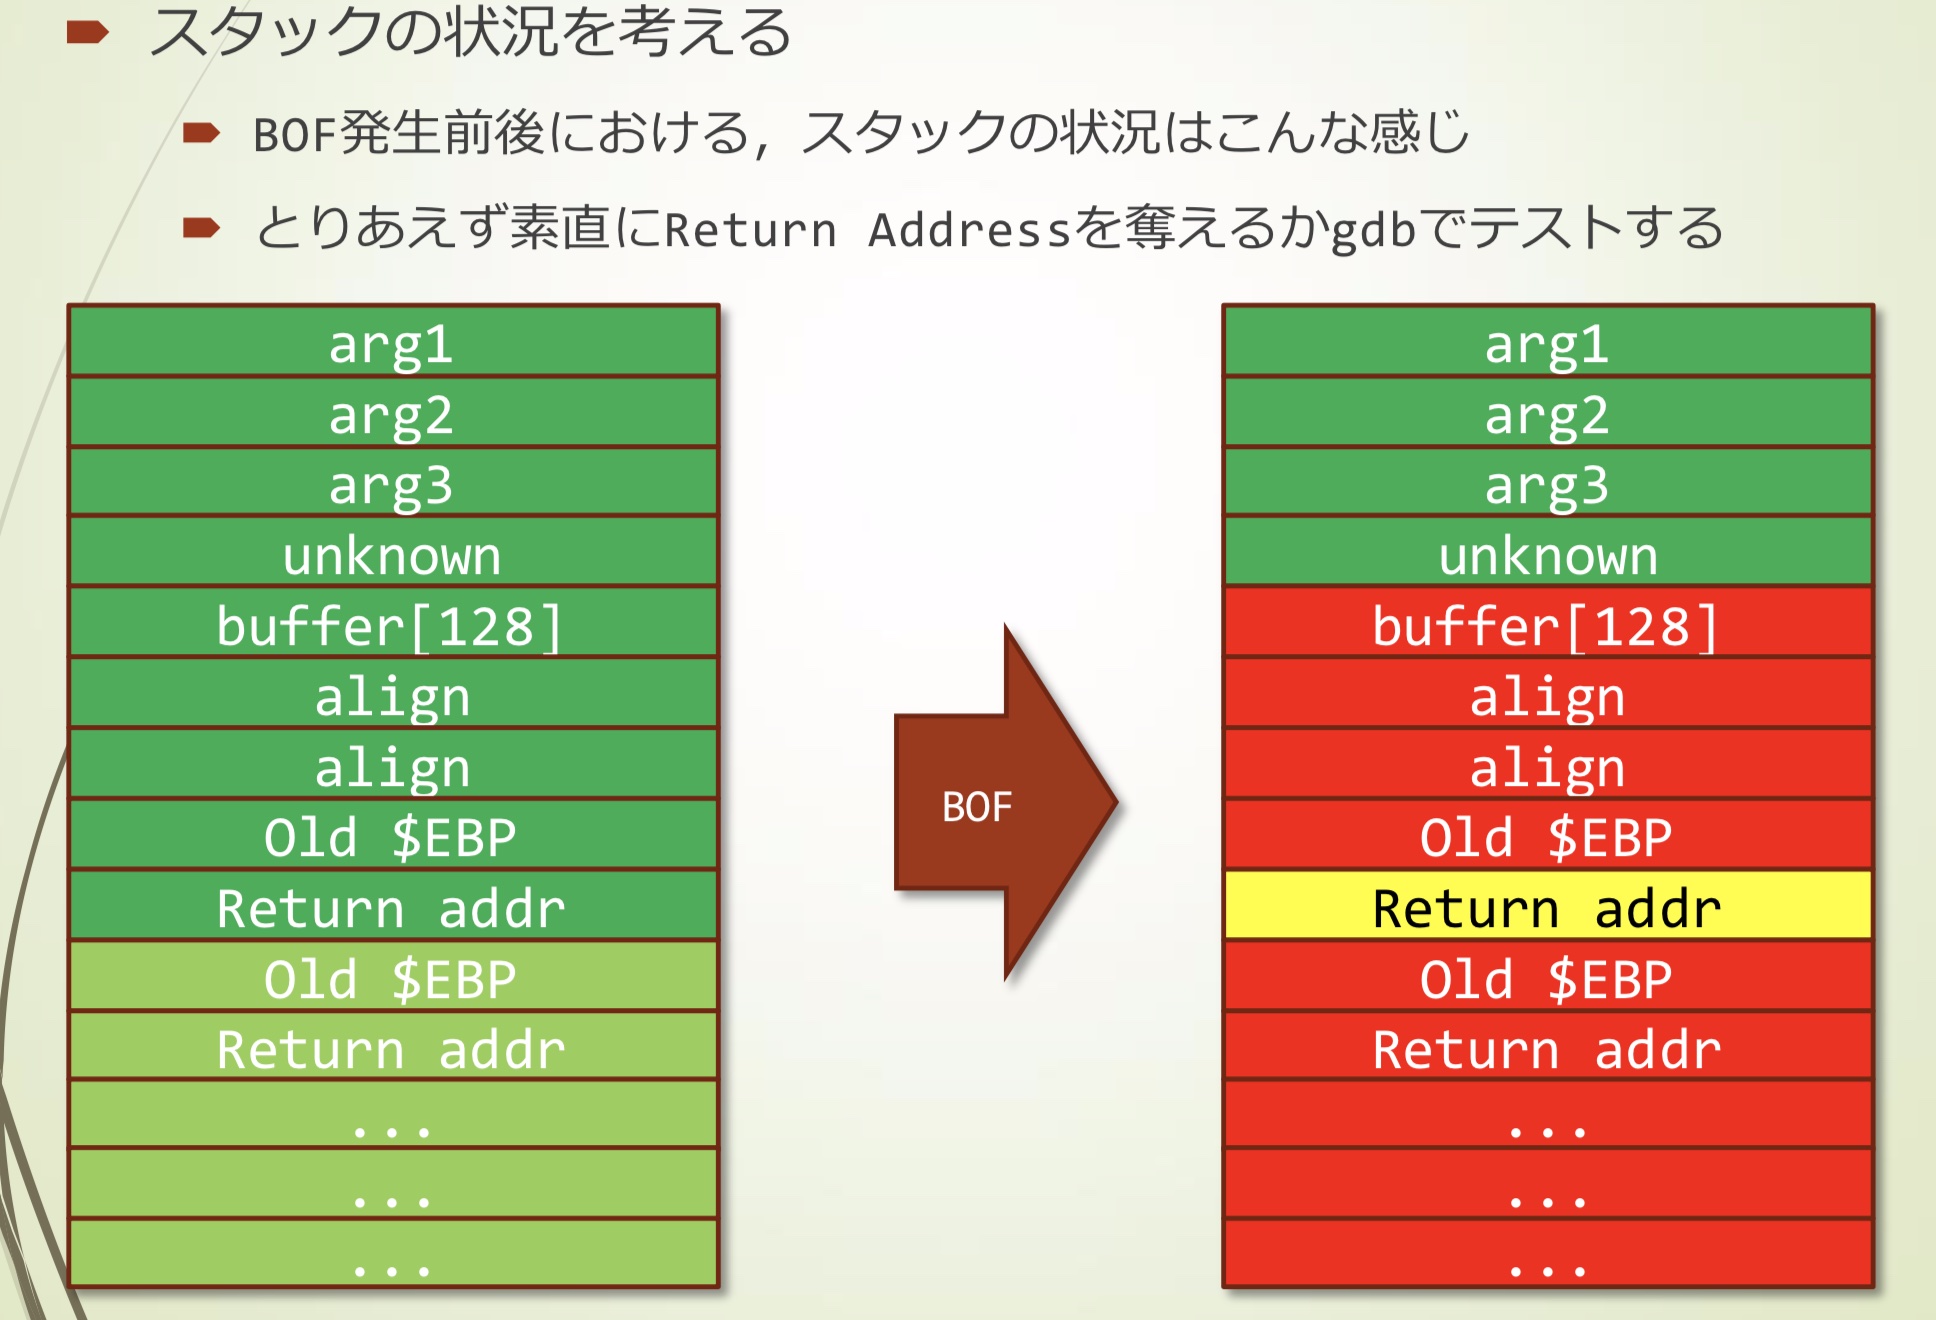 スタックの状況を考える
BOF発生前後における，スタックの状況はこんな感じ
とりあえず素直にReturn Addressを奪えるかgdbでテストする
arg1
arg2
arg3
unknown
buffer[128]
align
align
Old $EBP
Return addr
Old $EBP
Return addr
...
...
...
BOF
arg1
arg2
arg3
unknown
buffer[128]
align
align
Old $EBP
Return addr
Old $EBP
Return addr
...
...
...